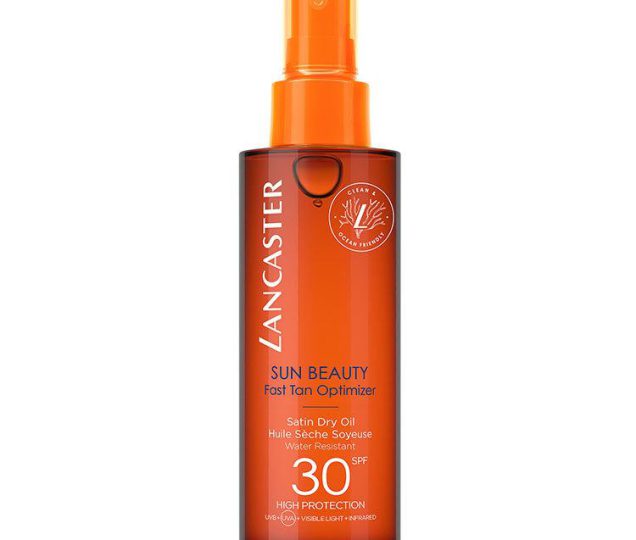 LANCASTER
CLEAN &
L
OCEAN FRIENDLY
SUN BEAUTY
Fast Tan Optimizer
Satin Dry Oil
Huile Sèche Soyeuse
Water Resistant
30 SPF
HIGH PROTECTION
UVB + UVA + VISIBLE LIGHT + INFRARED